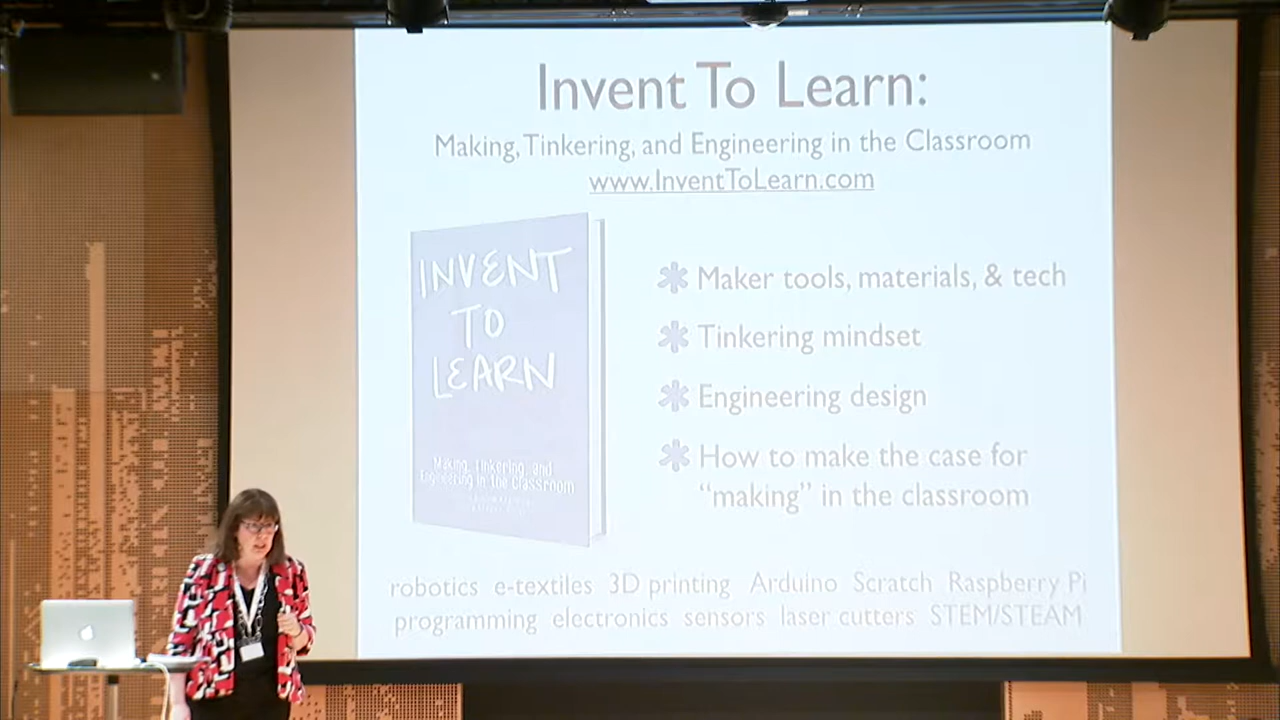 Invent To Learn:
Making, Tinkering, and Engineering in the Classroom
www.InventToLearn.com
INVENT
TO
LEARN
Making, Tinkering, and
Engineering in the Classroom
✽ Maker tools, materials, & tech
✽ Tinkering mindset
✽ Engineering design
✽ How to make the case for
“making” in the classroom
robotics e-textiles 3D printing Arduino Scratch Raspberry Pi
programming electronics sensors laser cutters STEM/STEAM